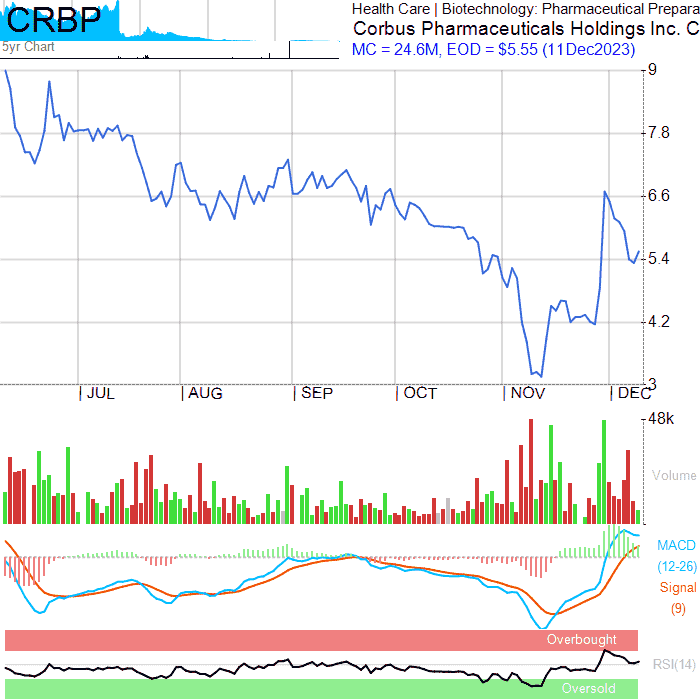 CRBP
5yr Chart
Health Care | Biotechnology: Pharmaceutical Prepara
Corbus Pharmaceuticals Holdings Inc. C
MC = 24.6M, EOD = $5.55 (11Dec2023)
9
7.8
6.6
5.4
4.2
3
JUL AUG SEP OCT NOV DEC
48k
Volume
MACD
(12-26)
Signal
(9)
Overbought
RSI(14)
Oversold